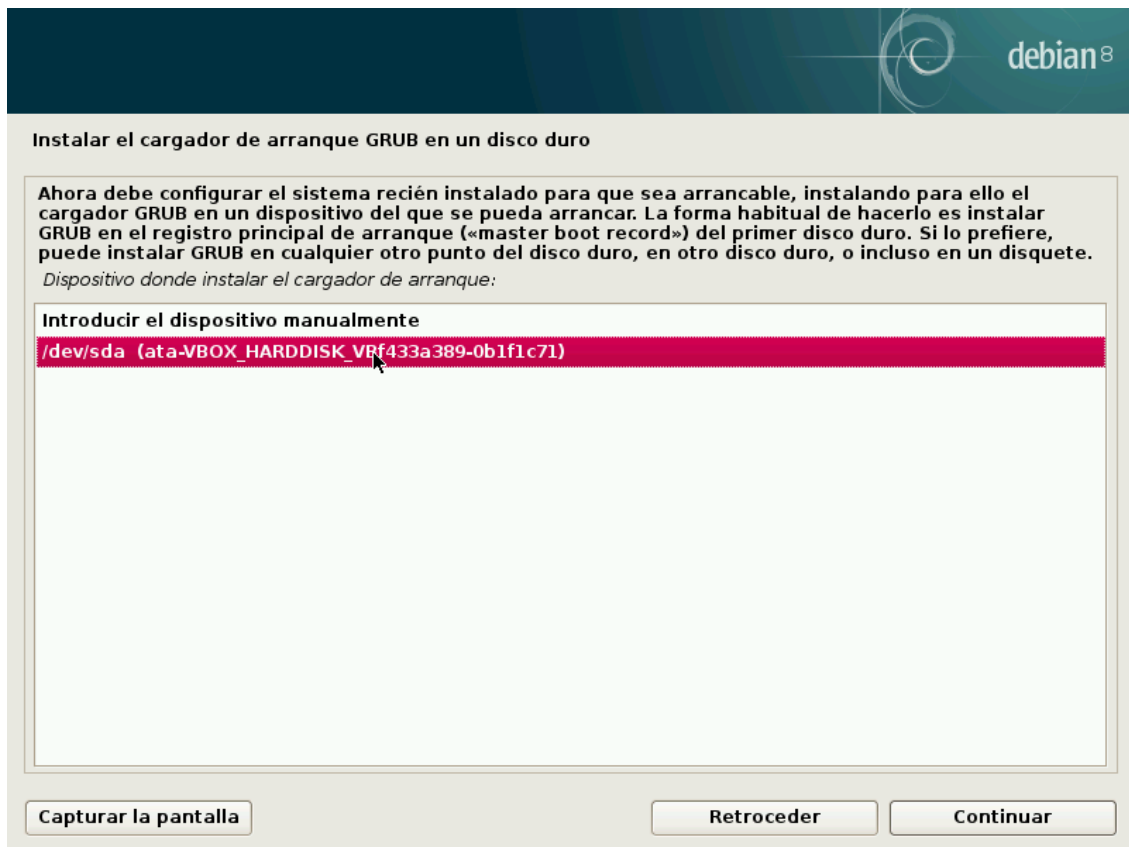 debian 8
Instalar el cargador de arranque GRUB en un disco duro
Ahora debe configurar el sistema recién instalado para que sea arrancable, instalando para ello el
cargador GRUB en un dispositivo del que se pueda arrancar. La forma habitual de hacerlo es instalar
GRUB en el registro principal de arranque («master boot record») del primer disco duro. Si lo prefiere,
puede instalar GRUB en cualquier otro punto del disco duro, en otro disco duro, o incluso en un disquete.
Dispositivo donde instalar el cargador de arranque:
Introducir el dispositivo manualmente
/dev/sda (ata-VBOX_HARDDISK_VBf433a389-0b1f1c71)
Capturar la pantalla
Retroceder
Continuar